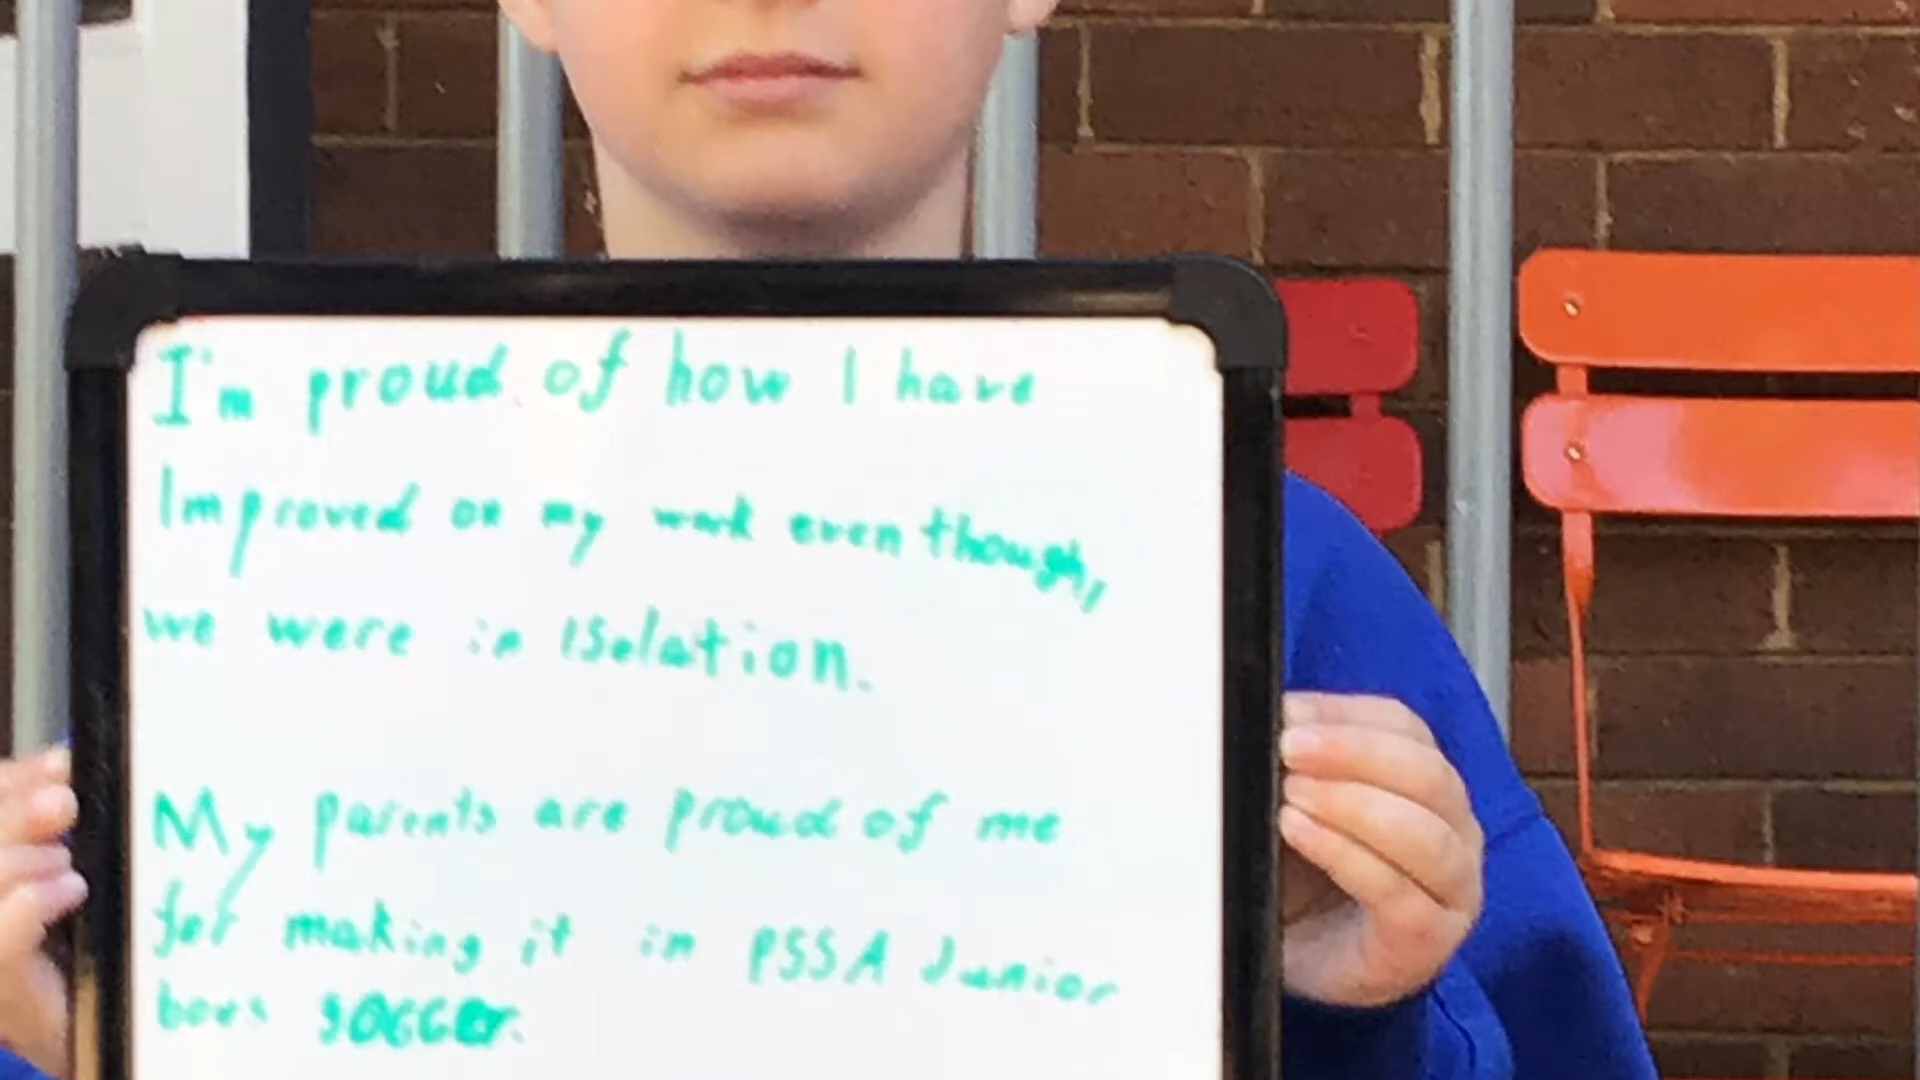 I'm proud of how I have
Improved on my work even though,
we were in Isolation.
My parents are proud of me
for making it in PSSA Junior
boys soccer.